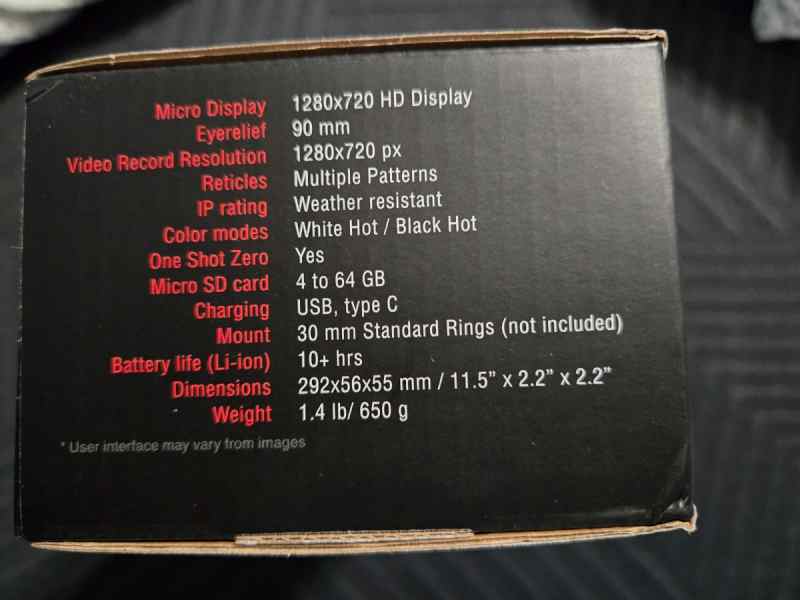 Micro Display 1280x720 HD Display
Eyerelief 90 mm
Video Record Resolution 1280x720 px
Reticles Multiple Patterns
IP rating Weather resistant
Color modes White Hot / Black Hot
One Shot Zero Yes
Micro SD card 4 to 64 GB
Charging USB, type C
Mount 30 mm Standard Rings (not included)
Battery life (Li-ion) 10+ hrs
Dimensions 292x56x55 mm / 11.5” x 2.2” x 2.2”
Weight 1.4 lb/ 650 g
* User interface may vary from images